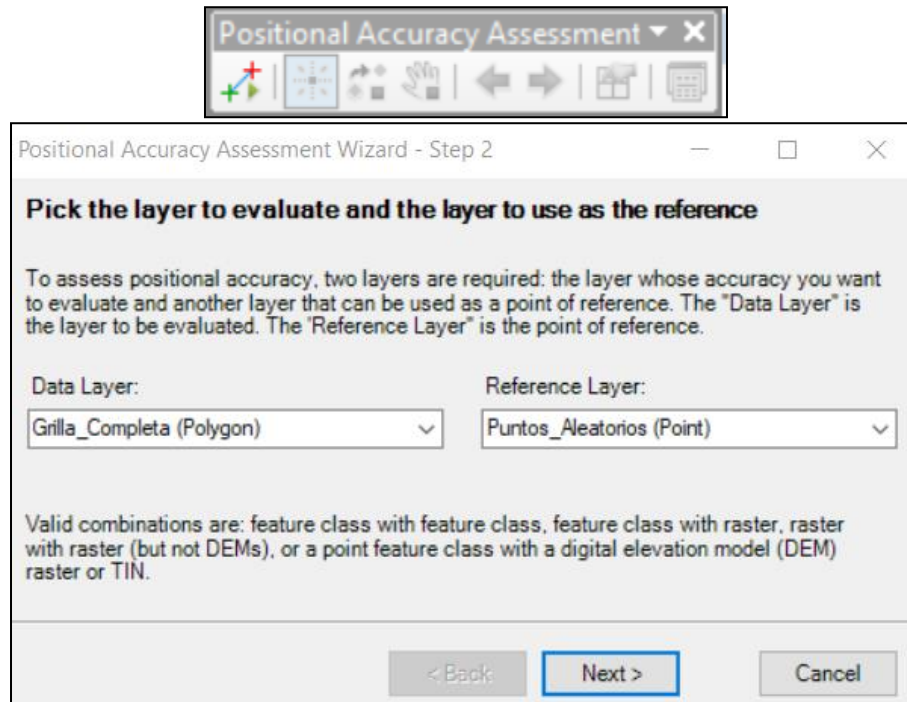 Positional Accuracy Assessment
Positional Accuracy Assessment Wizard - Step 2
Pick the layer to evaluate and the layer to use as the reference
To assess positional accuracy, two layers are required: the layer whose accuracy you want
to evaluate and another layer that can be used as a point of reference. The "Data Layer" is
the layer to be evaluated. The "Reference Layer" is the point of reference.
Data Layer:
Reference Layer:
Grilla_Completa (Polygon)
Puntos_Aleatorios (Point)
Valid combinations are: feature class with feature class, feature class with raster, raster
with raster (but not DEMs), or a point feature class with a digital elevation model (DEM)
raster or TIN.
< Back
Next >
Cancel